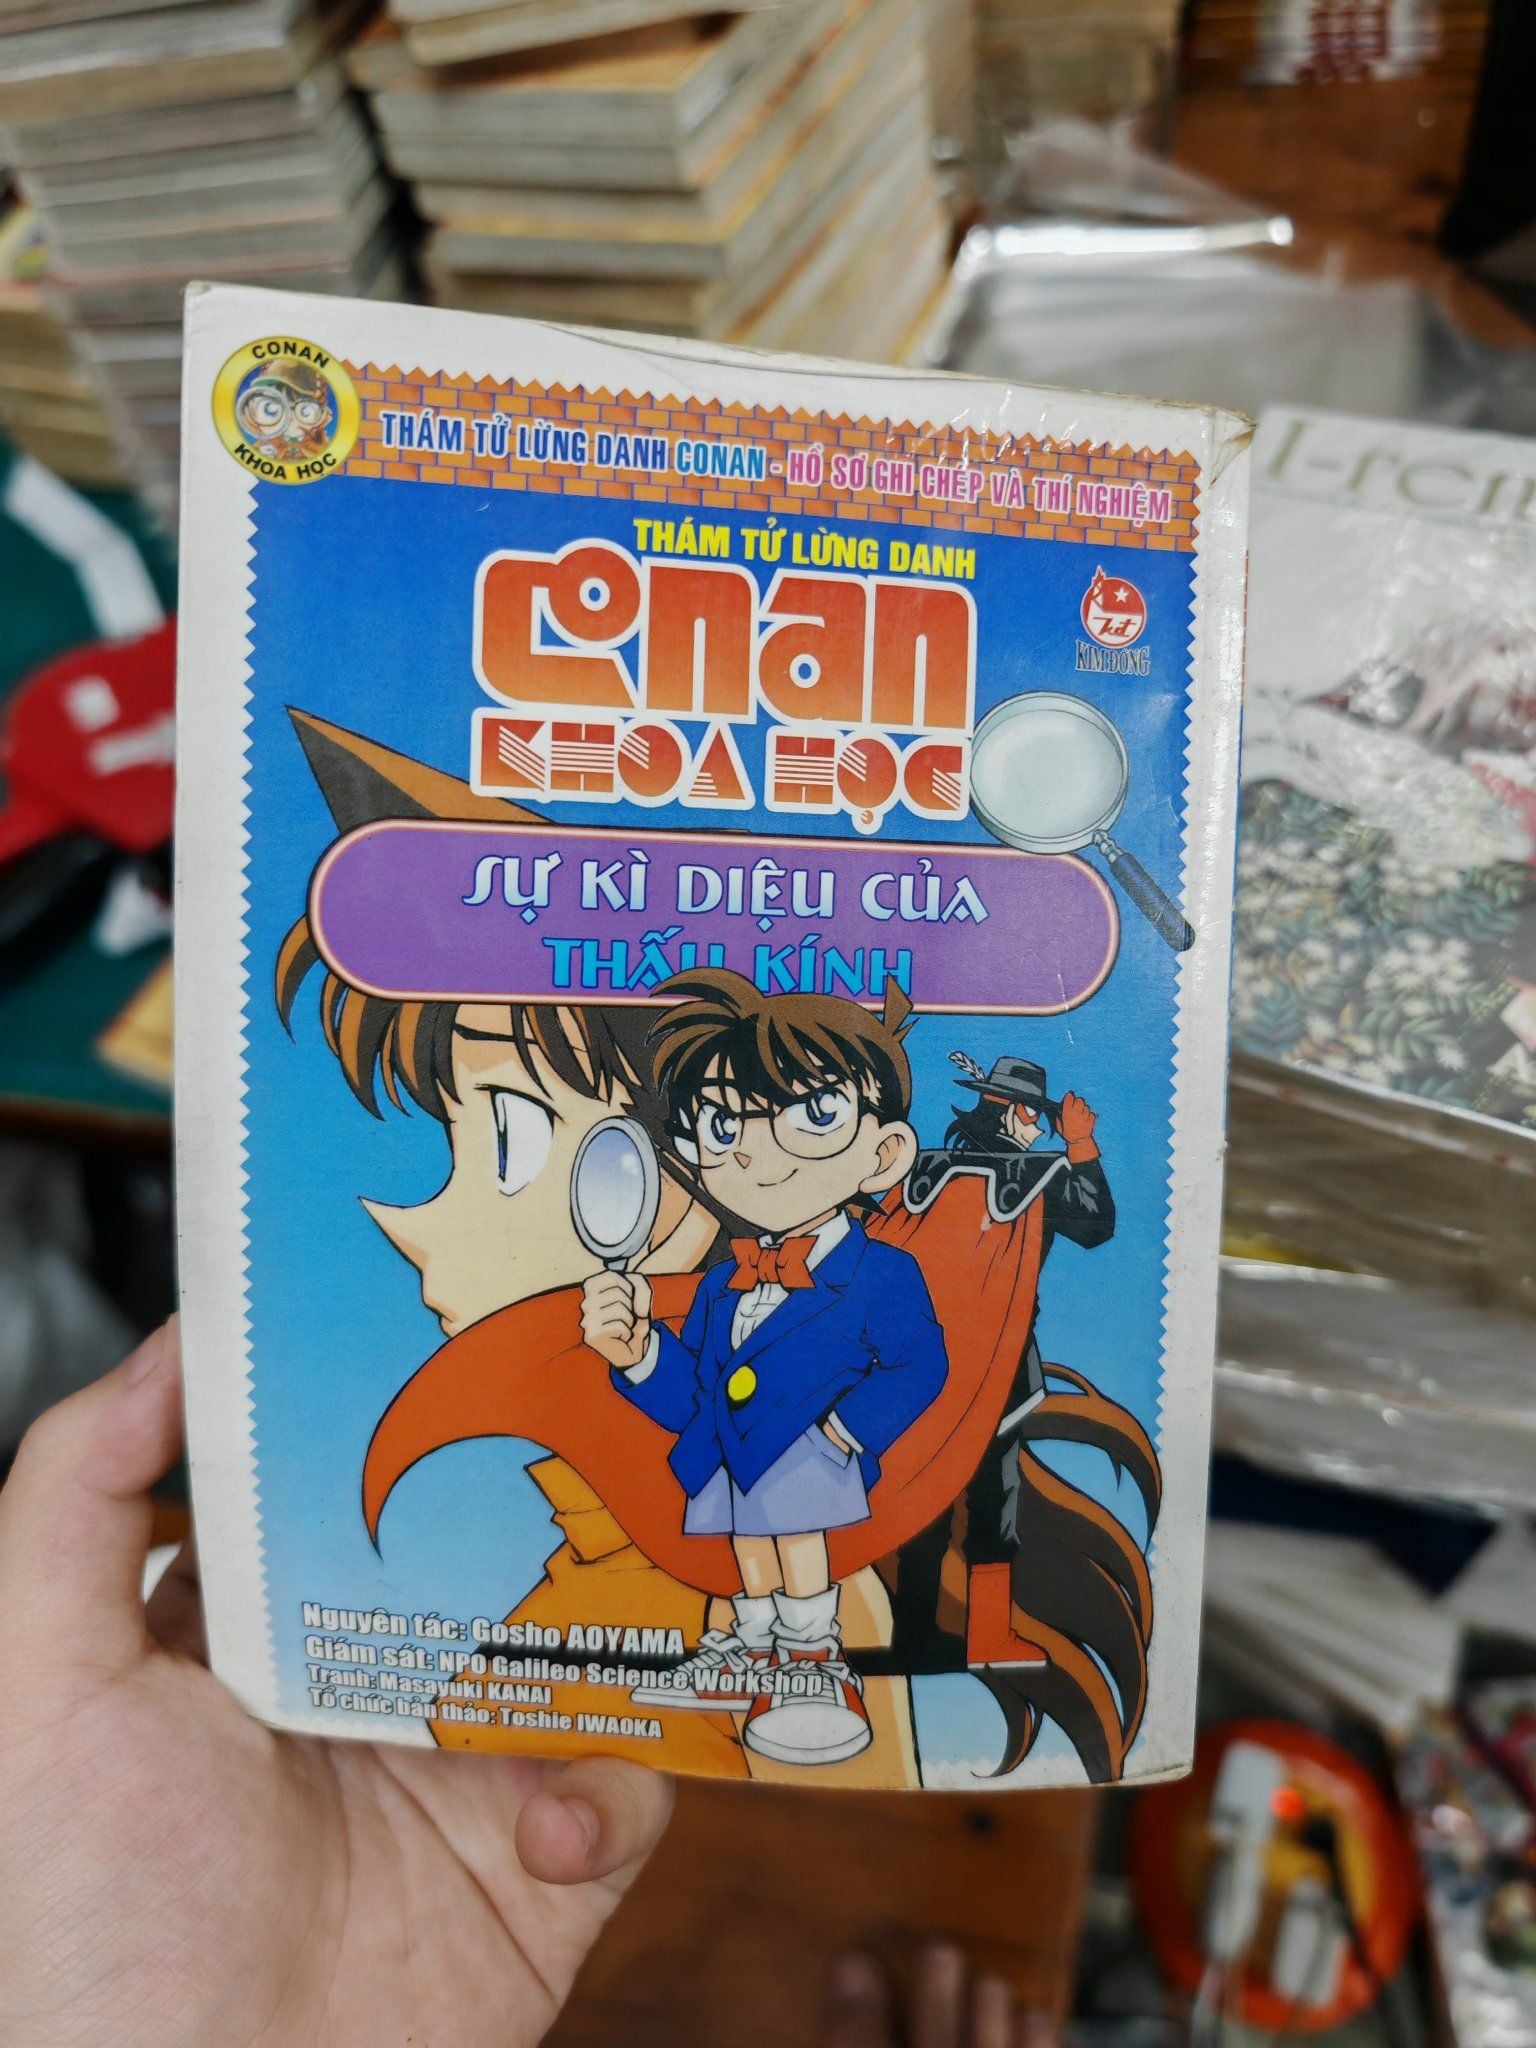 CONAN
KHOA HỌC
THÁM TỬ LỪNG DANH CONAN - HỒ SƠ GHI CHÉP VÀ THÍ NGHIỆM
THÁM TỬ LỪNG DANH
Conan
KHOA HỌC
kđ
KIM ĐỒNG
SỰ KÌ DIỆU CỦA
THẤU KÍNH
Nguyên tác: Gosho AOYAMA
Giám sát: NPO Galileo Science Workshop
Tranh: Masayuki KANAI
Tổ chức bản thảo: Toshie IWAOKA